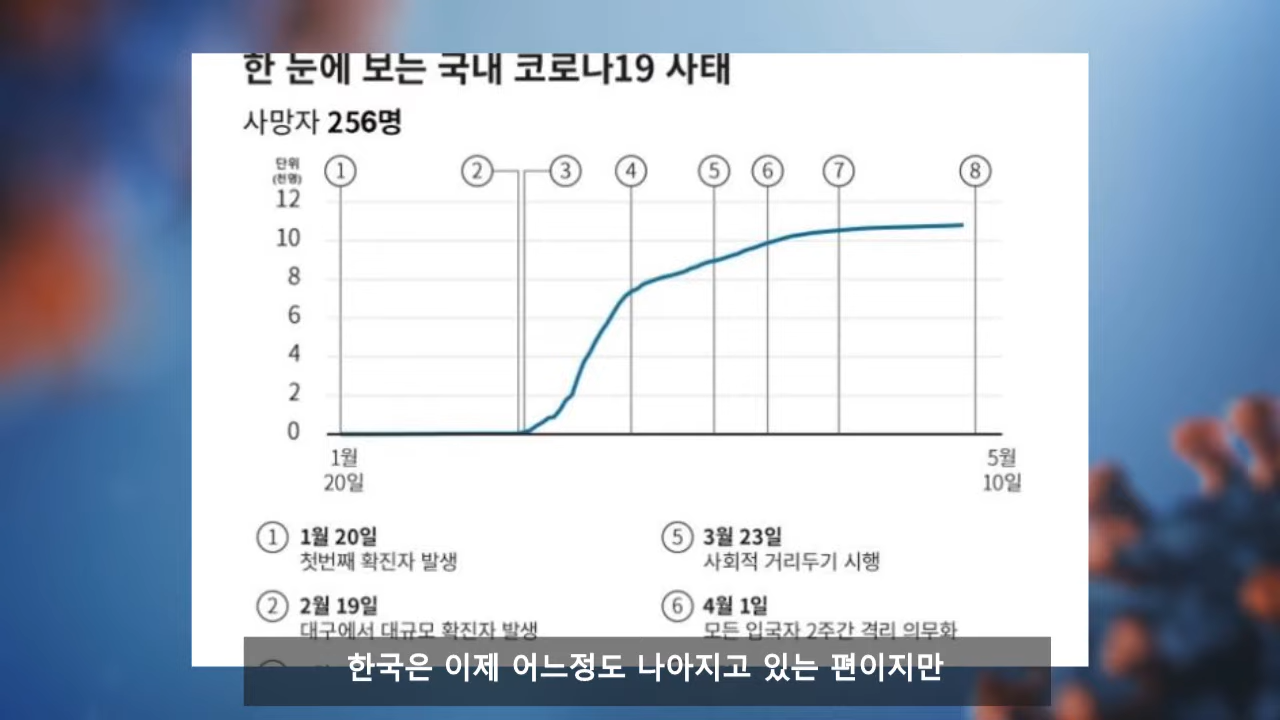 한 눈에 보는 국내 코로나19 사태
사망자 256명
단위
(천명)
① ② ③ ④ ⑤ ⑥ ⑦ ⑧
12
10
8
6
4
2
0
1월
20일
5월
10일
① 1월 20일
첫번째 확진자 발생
② 2월 19일
대구에서 대규모 확진자 발생
⑤ 3월 23일
사회적 거리두기 시행
⑥ 4월 1일
모든 입국자 2주간 격리 의무화
한국은 이제 어느정도 나아지고 있는 편이지만